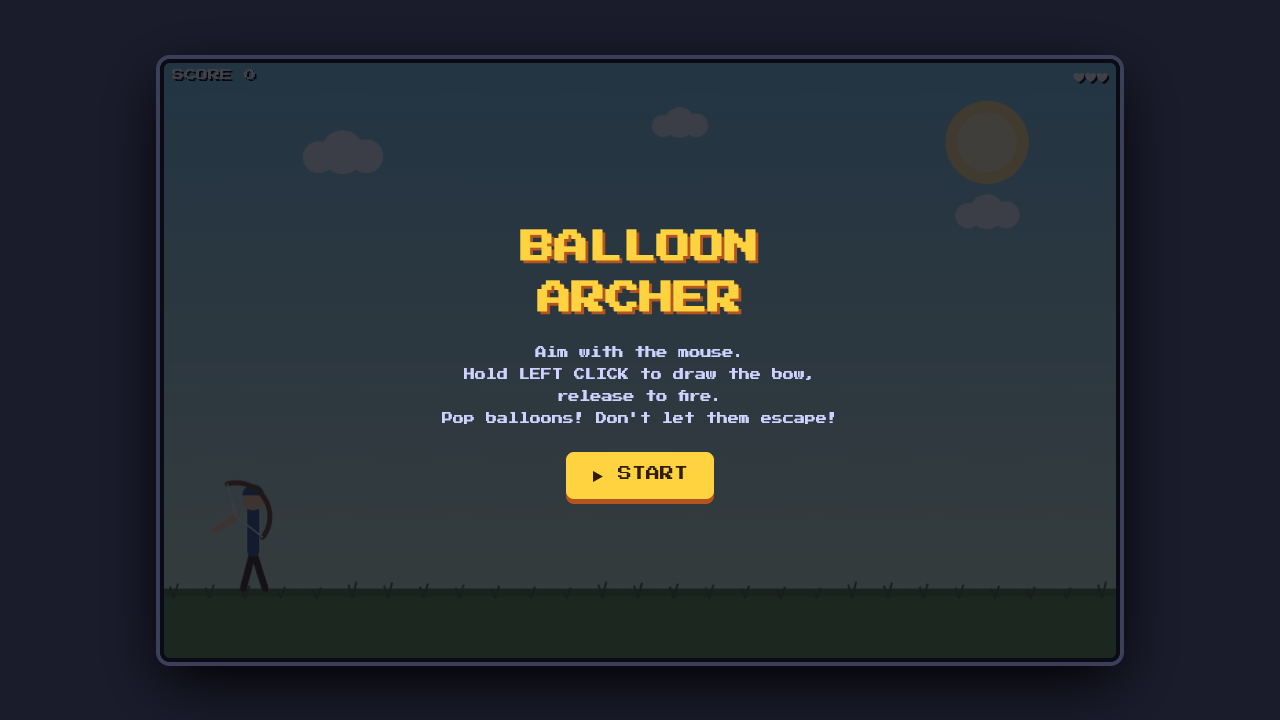 SCORE 0
BALLOON
ARCHER
Aim with the mouse.
Hold LEFT CLICK to draw the bow,
release to fire.
Pop balloons! Don't let them escape!
▶ START